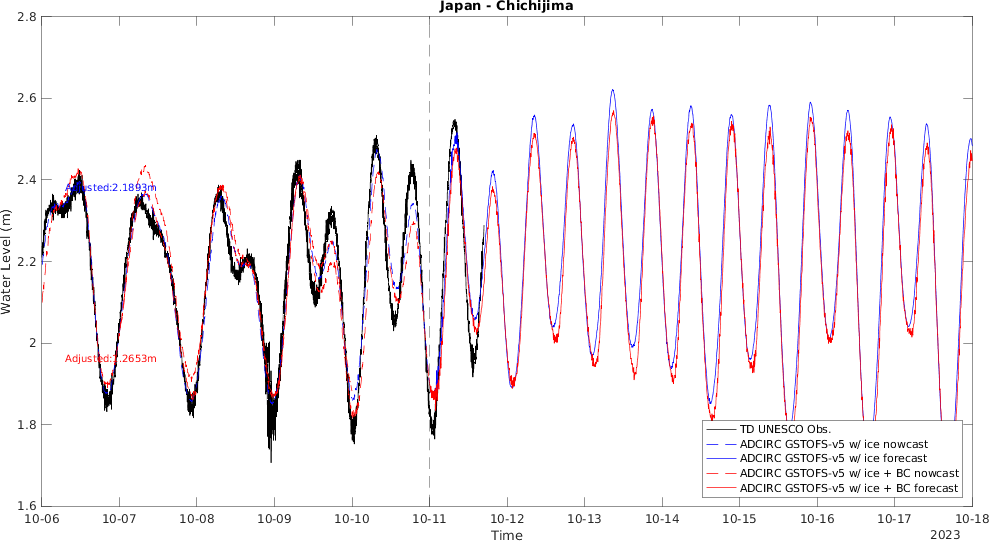 Japan - Chichijima
2.8
2.6
2.4
2.2
2
1.8
1.6
Water Level (m)
Adjusted:2.1893m
Adjusted:1.2653m
TD UNESCO Obs.
ADCIRC GSTOFS-v5 w/ ice nowcast
ADCIRC GSTOFS-v5 w/ ice forecast
ADCIRC GSTOFS-v5 w/ ice + BC nowcast
ADCIRC GSTOFS-v5 w/ ice + BC forecast
10-06 10-07 10-08 10-09 10-10 10-11 10-12 10-13 10-14 10-15 10-16 10-17 10-18
Time
2023